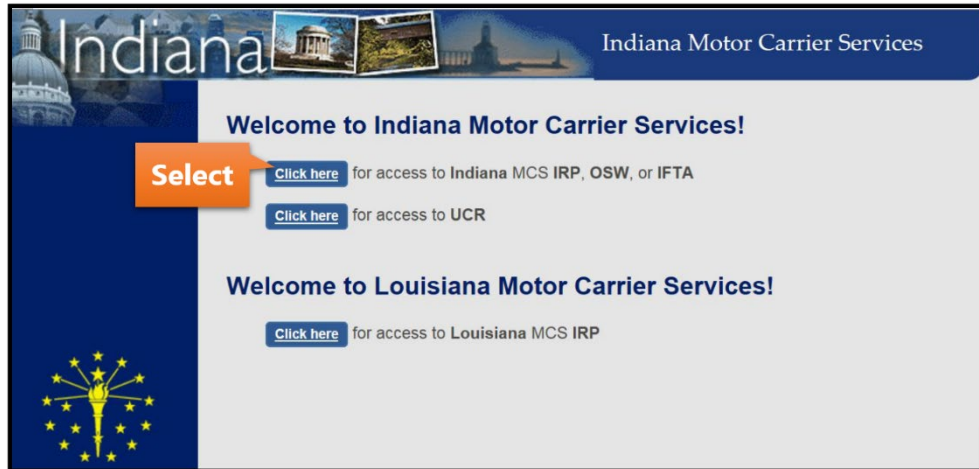 Indiana
Indiana Motor Carrier Services
Welcome to Indiana Motor Carrier Services!
Select
Click here for access to Indiana MCS IRP, OSW, or IFTA
Click here for access to UCR
Welcome to Louisiana Motor Carrier Services!
Click here for access to Louisiana MCS IRP